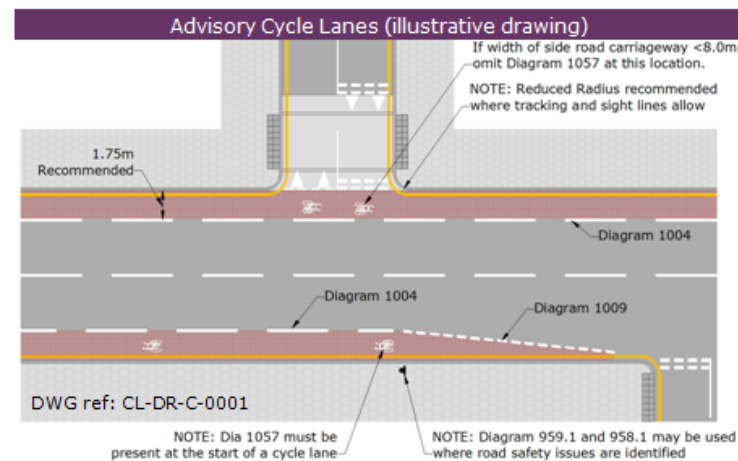 Advisory Cycle Lanes (illustrative drawing)
If width of side road carriageway <8.0m
omit Diagram 1057 at this location.
NOTE: Reduced Radius recommended
where tracking and sight lines allow
1.75m
Recommended
Diagram 1004
Diagram 1004
Diagram 1009
DWG ref: CL-DR-C-0001
NOTE: Dia 1057 must be
present at the start of a cycle lane
NOTE: Diagram 959.1 and 958.1 may be used
where road safety issues are identified